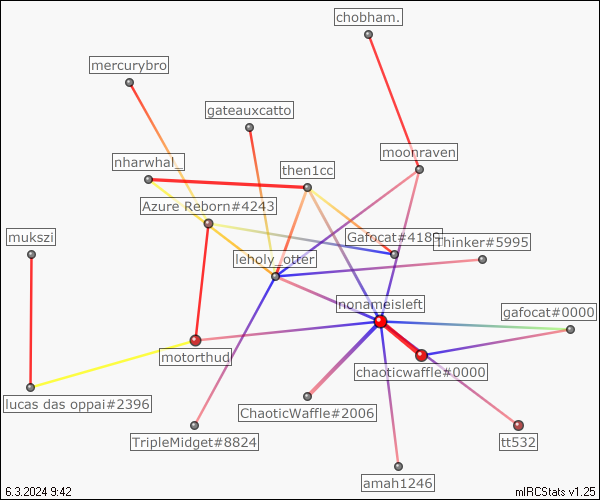 chobham.
mercurybro
gateauxcatto
moonraven
nharwhal_
then1cc
Azure Reborn#4243
mukszi
Gafocat#4189
Thinker#5995
leholy_otter
nonameisleft
gafocat#0000
motorthud
chaoticwaffle#0000
lucas das oppai#2396
ChaoticWaffle#2006
TripleMidget#8824
tt532
amah1246
6.3.2024 9:42
mIRCStats v1.25